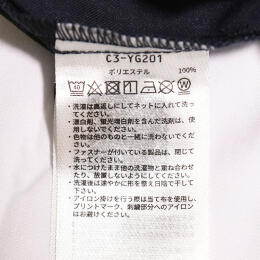 C3-YG201
ポリエステル 100%
40
・洗濯は裏返しにしてネットに入れて洗っ
てください。
・漂白剤、蛍光増白剤を含んだ洗剤は、使
用しないでください。
・色物は他のものと一緒に洗わないでくだ
さい。
・ファスナーが付いている製品は、閉じて
洗ってください。
・水につけたまま他の洗濯物と重ね合わせ
たり、放置しないようにしてください。
・洗濯後は速やかに形を整え日陰で干して
下さい。
・アイロン掛けを行う際は当て布を使用し、
プリントマーク、刺繍部分へのアイロン
はお避けください。